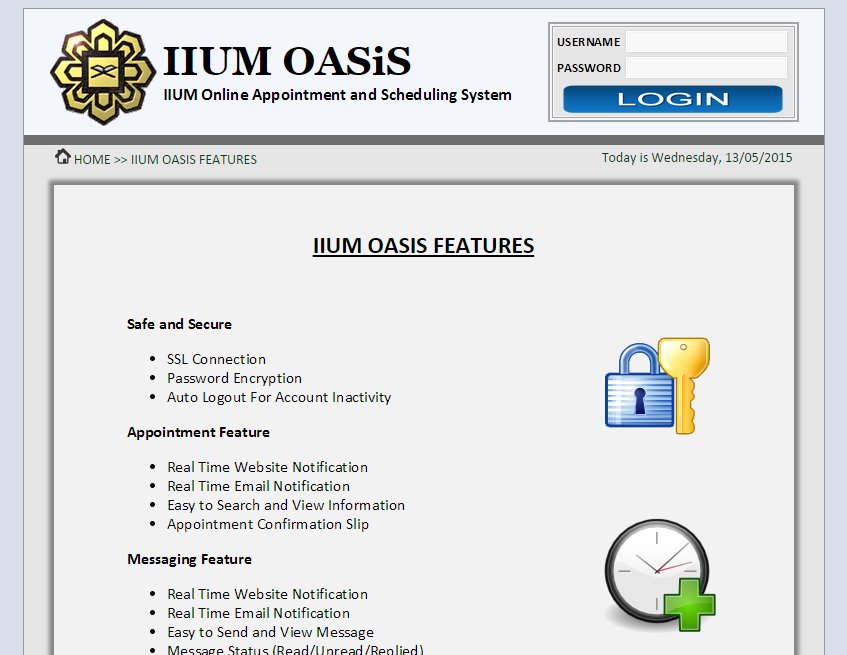 IIUM OASiS
IIUM Online Appointment and Scheduling System
USERNAME
PASSWORD
LOGIN
HOME >> IIUM OASIS FEATURES
Today is Wednesday, 13/05/2015
IIUM OASIS FEATURES
Safe and Secure
• SSL Connection
• Password Encryption
• Auto Logout For Account Inactivity
Appointment Feature
• Real Time Website Notification
• Real Time Email Notification
• Easy to Search and View Information
• Appointment Confirmation Slip
Messaging Feature
• Real Time Website Notification
• Real Time Email Notification
• Easy to Send and View Message
• Message Status (Read/Unread/Replied)